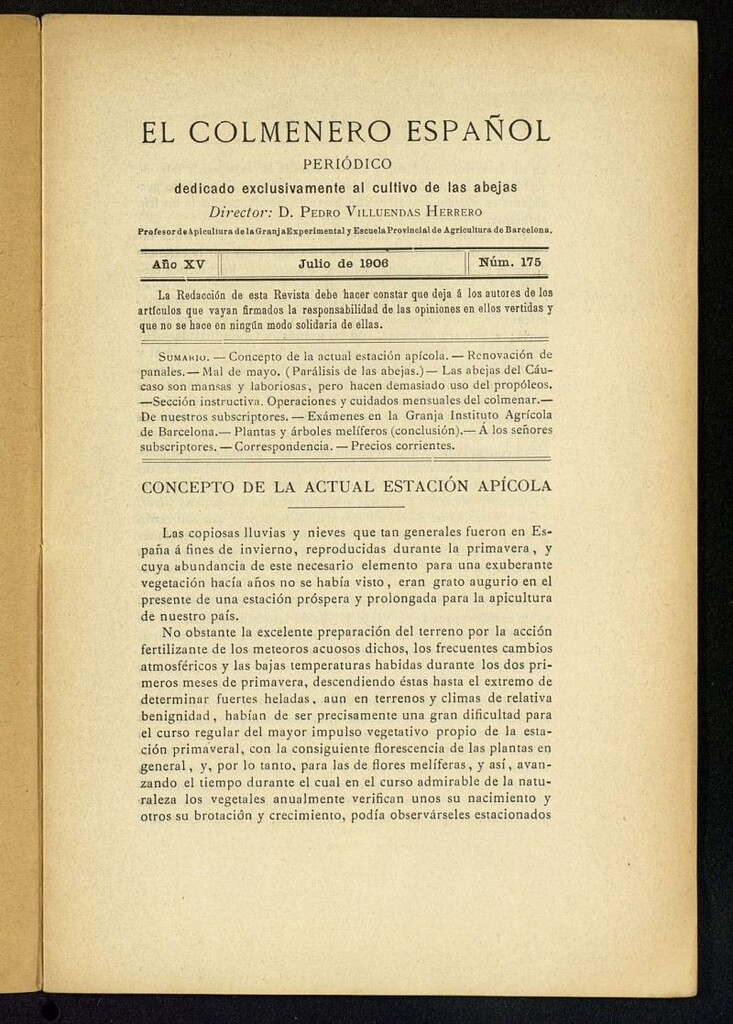 EL COLMENERO ESPAÑOL
PERIÓDICO
dedicado exclusivamente al cultivo de las abejas
Director: D. PEDRO VILLUENDAS HERRERO
Profesor de Apicultura de la Granja Experimental y Escuela Provincial de Agricultura de Barcelona.
Año XV Julio de 1906 Núm. 175
La Redacción de esta Revista debe hacer constar que deja á los autores de los
artículos que vayan firmados la responsabilidad de las opiniones en ellos vertidas y
que no se hace en ningún modo solidaria de ellas.
SUMARIO. — Concepto de la actual estación apícola. — Renovación de
panales. — Mal de mayo. (Parálisis de las abejas.) — Las abejas del Cáu-
caso son mansas y laboriosas, pero hacen demasiado uso del propóleos.
—Sección instructiva. Operaciones y cuidados mensuales del colmenar.—
De nuestros subscriptores. — Exámenes en la Granja Instituto Agrícola
de Barcelona.— Plantas y árboles melíferos (conclusión).— Á los señores
subscriptores. — Correspondencia. — Precios corrientes.
CONCEPTO DE LA ACTUAL ESTACIÓN APÍCOLA
Las copiosas lluvias y nieves que tan generales fueron en Es-
paña á fines de invierno, reproducidas durante la primavera, y
cuya abundancia de este necesario elemento para una exuberante
vegetación hacía años no se había visto, eran grato augurio en el
presente de una estación próspera y prolongada para la apicultura
de nuestro país.
No obstante la excelente preparación del terreno por la acción
fertilizante de los meteoros acuosos dichos, los frecuentes cambios
atmosféricos y las bajas temperaturas habidas durante los dos pri-
meros meses de primavera, descendiendo éstas hasta el extremo de
determinar fuertes heladas, aun en terrenos y climas de relativa
benignidad, habían de ser precisamente una gran dificultad para
el curso regular del mayor impulso vegetativo propio de la esta-
ción primaveral, con la consiguiente florescencia de las plantas en
general, y, por lo tanto, para las de flores melíferas, y así, avan-
zando el tiempo durante el cual en el curso admirable de la natu-
raleza los vegetales anualmente verifican unos su nacimiento y
otros su brotación y crecimiento, podía observárseles estacionados